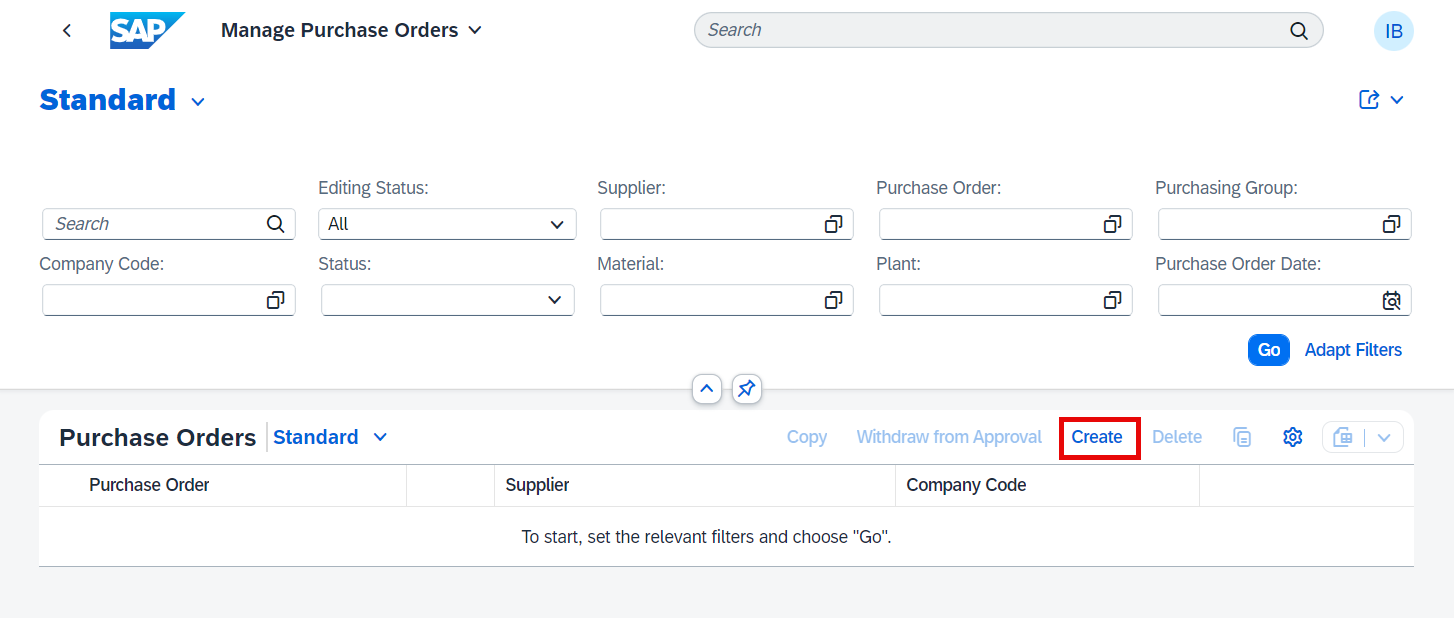 SAP Manage Purchase Orders Search IB
Standard
Editing Status: Supplier: Purchase Order: Purchasing Group:
Search All
Company Code: Status: Material: Plant: Purchase Order Date:
Go Adapt Filters
Purchase Orders Standard Copy Withdraw from Approval Create Delete
Purchase Order Supplier Company Code
To start, set the relevant filters and choose "Go".